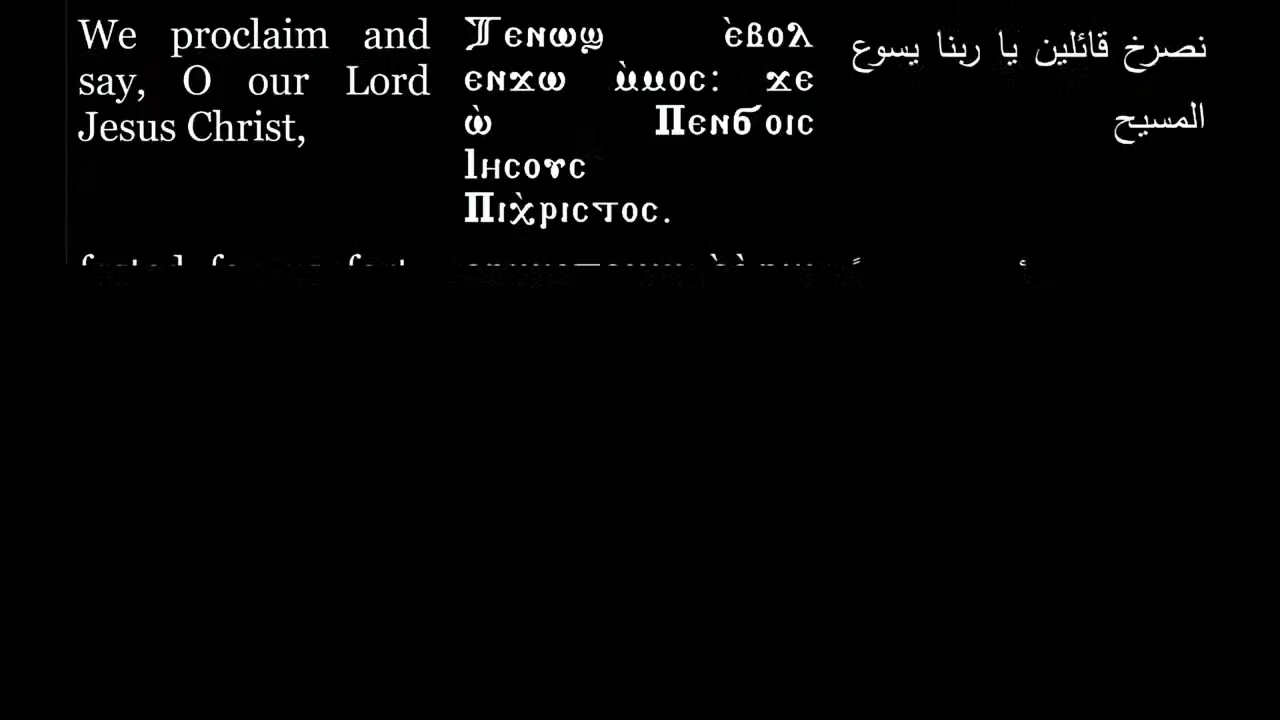 We proclaim and
say, O our Lord
Jesus Christ,
Ⲧⲉⲛⲱϣ ⲉ̀ⲃⲟⲗ
ⲉⲛϫⲱ ⲙ̀ⲙⲟⲥ: ϫⲉ
ⲱ̀ Ⲡⲉⲛϭⲟⲓⲥ
Ⲓⲏⲥⲟⲩⲥ
Ⲡⲓⲭ̀ⲣⲓⲥⲧⲟⲥ.
نصرخ قائلين يا ربنا يسوع
المسيح